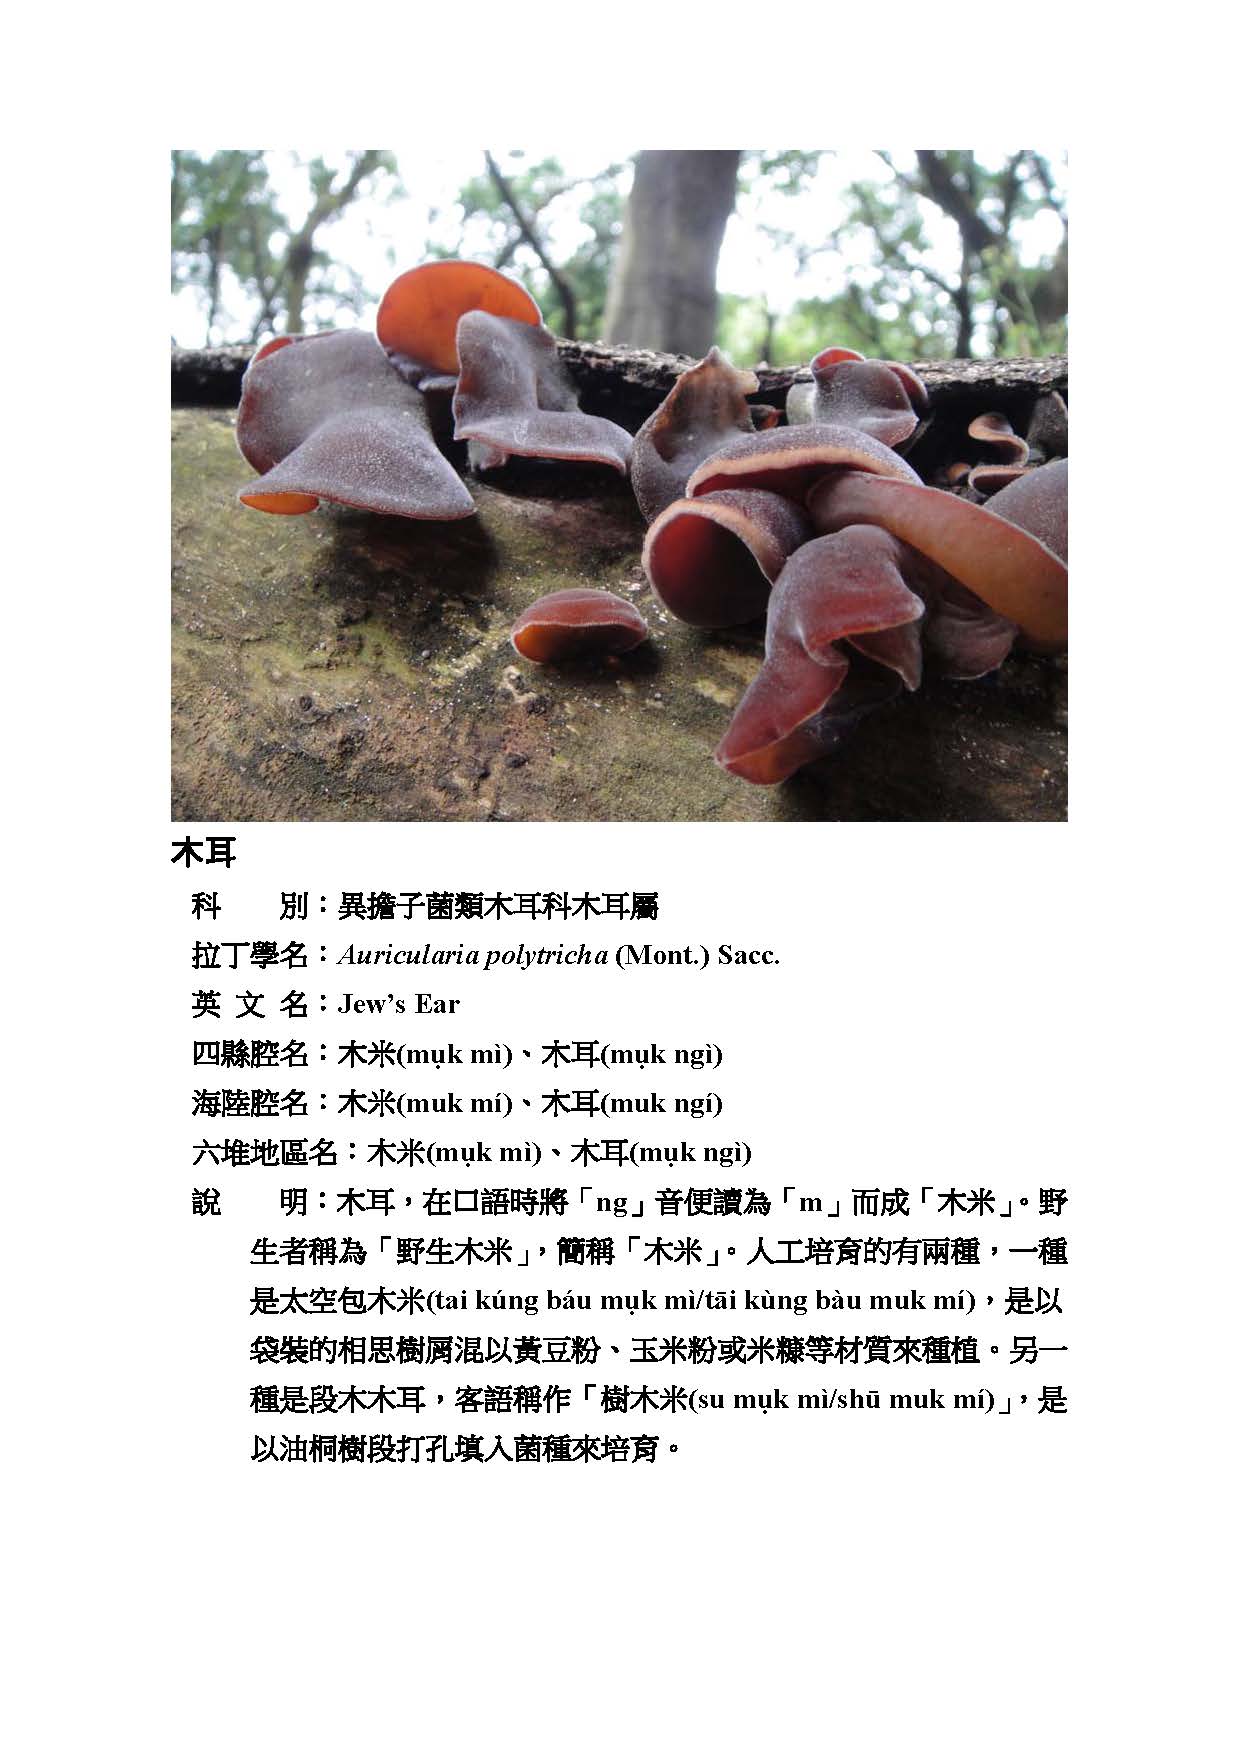 木耳
科　　別：異擔子菌類木耳科木耳屬
拉丁學名：Auricularia polytricha (Mont.) Sacc.
英 文 名：Jew’s Ear
四縣腔名：木米(mụk mì)、木耳(mụk ngì)
海陸腔名：木米(muk mí)、木耳(muk ngí)
六堆地區名：木米(mụk mì)、木耳(mụk ngì)
說　　明：木耳，在口語時將「ng」音便讀為「m」而成「木米」。野
生者稱為「野生木米」，簡稱「木米」。人工培育的有兩種，一種
是太空包木米(tai kúng báu mụk mì/tāi kùng bàu muk mí)，是以
袋裝的相思樹屑混以黃豆粉、玉米粉或米糠等材質來種植。另一
種是段木木耳，客語稱作「樹木米(su mụk mì/shū muk mí)」，是
以油桐樹段打孔填入菌種來培育。